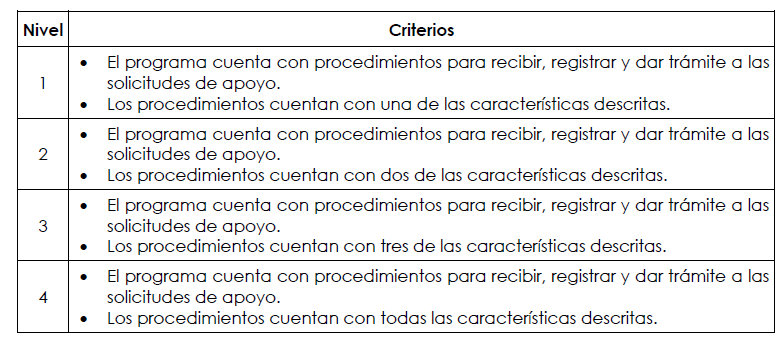 Nivel Criterios
• El programa cuenta con procedimientos para recibir, registrar y dar trámite a las
solicitudes de apoyo.
1
• Los procedimientos cuentan con una de las características descritas.
• El programa cuenta con procedimientos para recibir, registrar y dar trámite a las
solicitudes de apoyo.
2
• Los procedimientos cuentan con dos de las características descritas.
• El programa cuenta con procedimientos para recibir, registrar y dar trámite a las
solicitudes de apoyo.
3
• Los procedimientos cuentan con tres de las características descritas.
• El programa cuenta con procedimientos para recibir, registrar y dar trámite a las
solicitudes de apoyo.
4
• Los procedimientos cuentan con todas las características descritas.